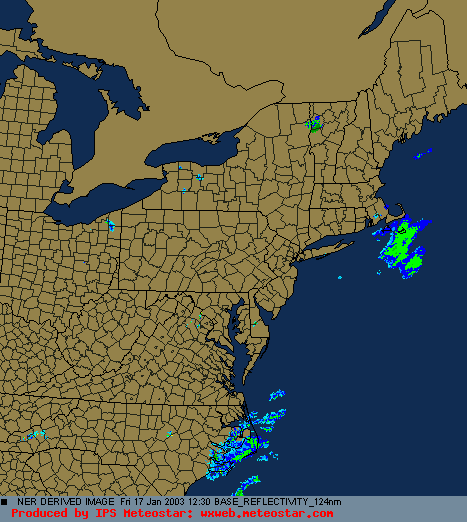 NER DERIVED IMAGE Fri 17 Jan 2003 12:30 BASE_REFLECTIVITY_124nm
Produced by IPS Meteostar: wxweb.meteostar.com